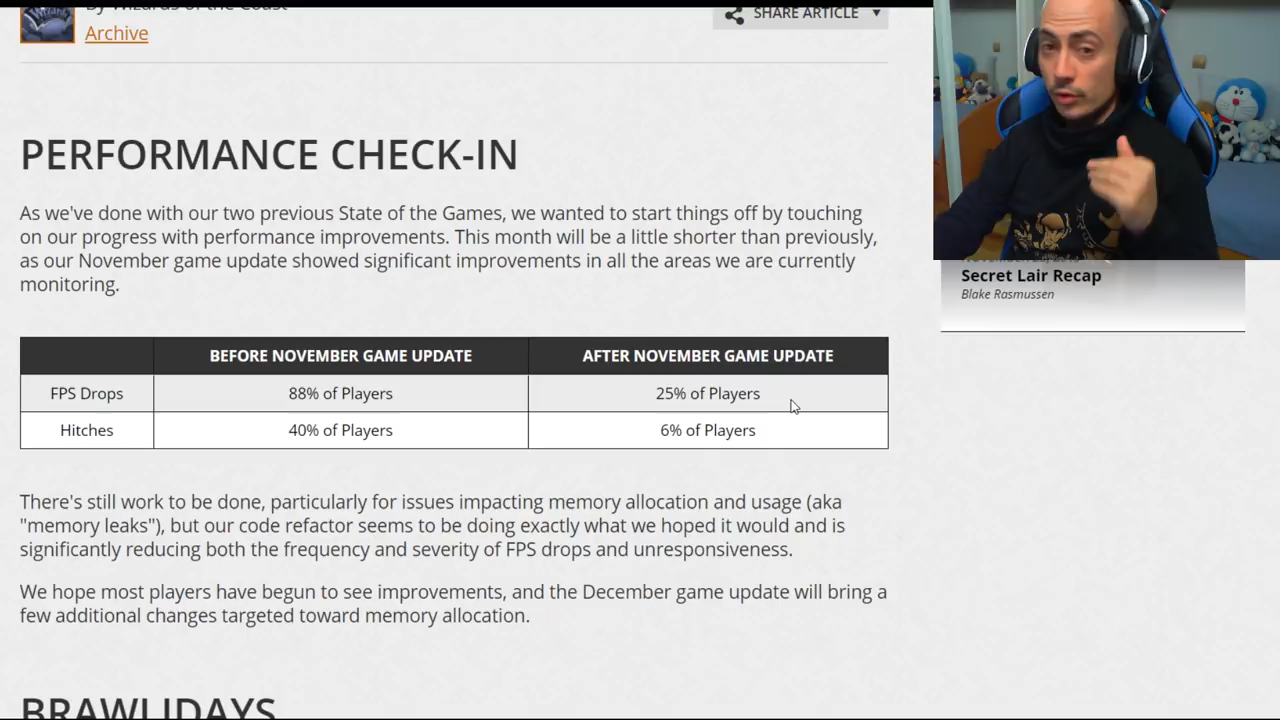 By Wizards of the Coast
Archive
SHARE ARTICLE
PERFORMANCE CHECK-IN
As we've done with our two previous State of the Games, we wanted to start things off by touching
on our progress with performance improvements. This month will be a little shorter than previously,
as our November game update showed significant improvements in all the areas we are currently
monitoring.
BEFORE NOVEMBER GAME UPDATE AFTER NOVEMBER GAME UPDATE
FPS Drops 88% of Players 25% of Players
Hitches 40% of Players 6% of Players
There's still work to be done, particularly for issues impacting memory allocation and usage (aka
"memory leaks"), but our code refactor seems to be doing exactly what we hoped it would and is
significantly reducing both the frequency and severity of FPS drops and unresponsiveness.
We hope most players have begun to see improvements, and the December game update will bring a
few additional changes targeted toward memory allocation.
BRAWLIDAYS
Secret Lair Recap
Blake Rasmussen